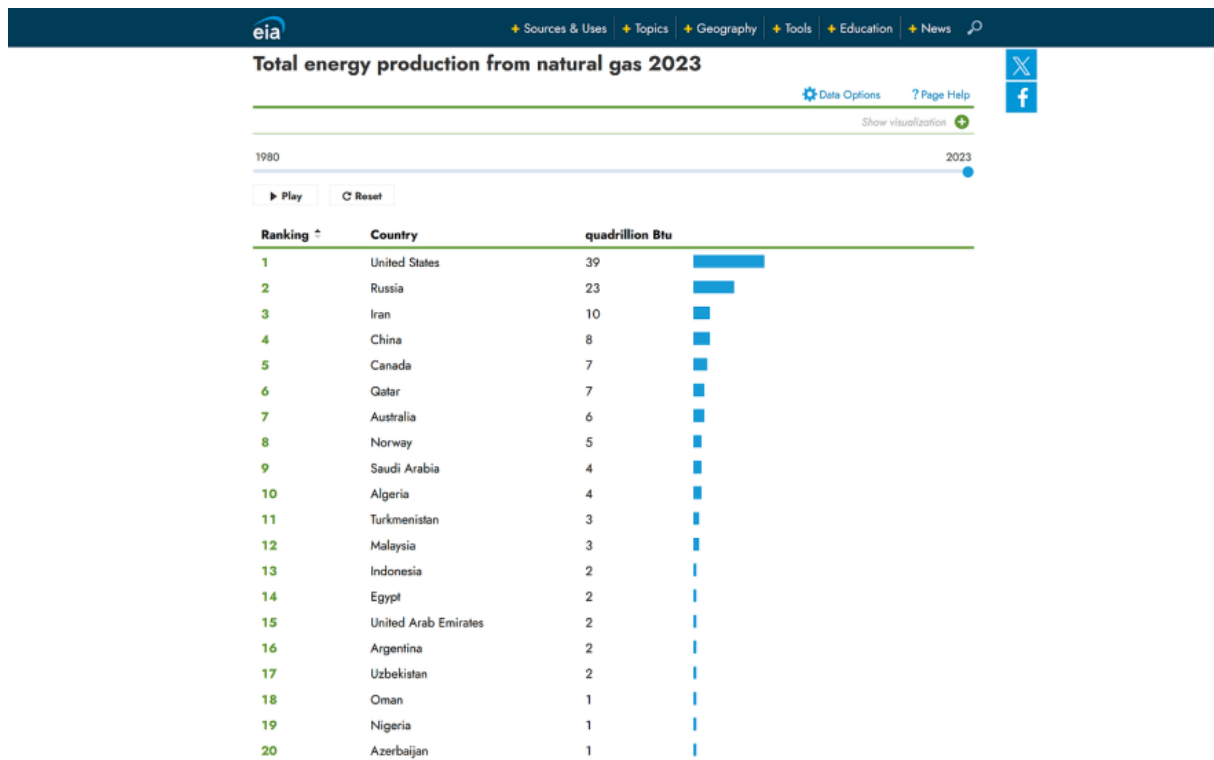 eia
+ Sources & Uses + Topics + Geography + Tools + Education + News
Total energy production from natural gas 2023
Data Options ? Page Help
Show visualization
1980 2023
Play Reset
Ranking Country quadrillion Btu
1 United States 39
2 Russia 23
3 Iran 10
4 China 8
5 Canada 7
6 Qatar 7
7 Australia 6
8 Norway 5
9 Saudi Arabia 4
10 Algeria 4
11 Turkmenistan 3
12 Malaysia 3
13 Indonesia 2
14 Egypt 2
15 United Arab Emirates 2
16 Argentina 2
17 Uzbekistan 2
18 Oman 1
19 Nigeria 1
20 Azerbaijan 1